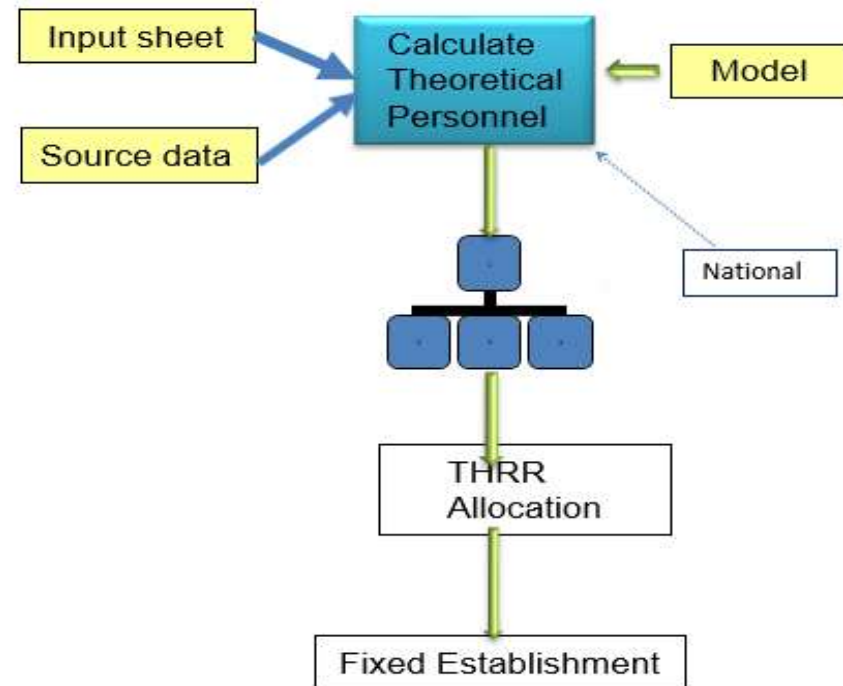 Input sheet
Calculate
Theoretical
Personnel
Model
Source data
National
THRR
Allocation
Fixed Establishment